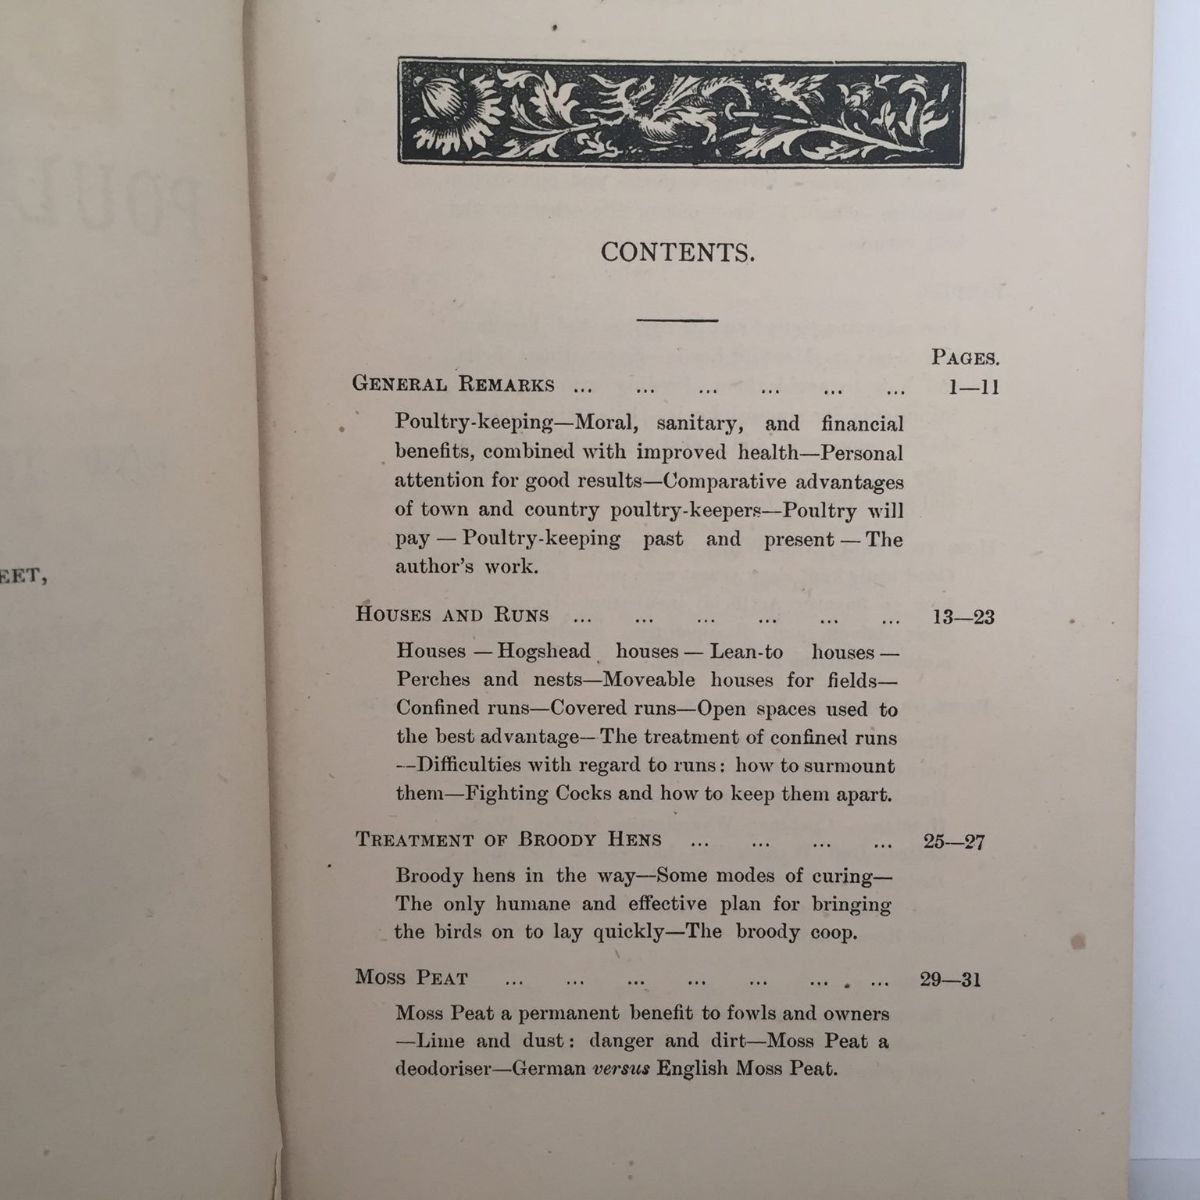 EET,
CONTENTS.
PAGES.
GENERAL REMARKS ... ... ... ... ... ... 1—11
Poultry-keeping—Moral, sanitary, and financial
benefits, combined with improved health—Personal
attention for good results—Comparative advantages
of town and country poultry-keepers—Poultry will
pay — Poultry-keeping past and present — The
author's work.
HOUSES AND RUNS ... ... ... ... ... ... 13—23
Houses — Hogshead houses — Lean-to houses —
Perches and nests—Moveable houses for fields—
Confined runs—Covered runs—Open spaces used to
the best advantage—The treatment of confined runs
—Difficulties with regard to runs: how to surmount
them—Fighting Cocks and how to keep them apart.
TREATMENT OF BROODY HENS ... ... ... ... 25—27
Broody hens in the way—Some modes of curing—
The only humane and effective plan for bringing
the birds on to lay quickly—The broody coop.
MOSS PEAT ... ... ... ... ... ... ... 29—31
Moss Peat a permanent benefit to fowls and owners
—Lime and dust: danger and dirt—Moss Peat a
deodoriser—German versus English Moss Peat.